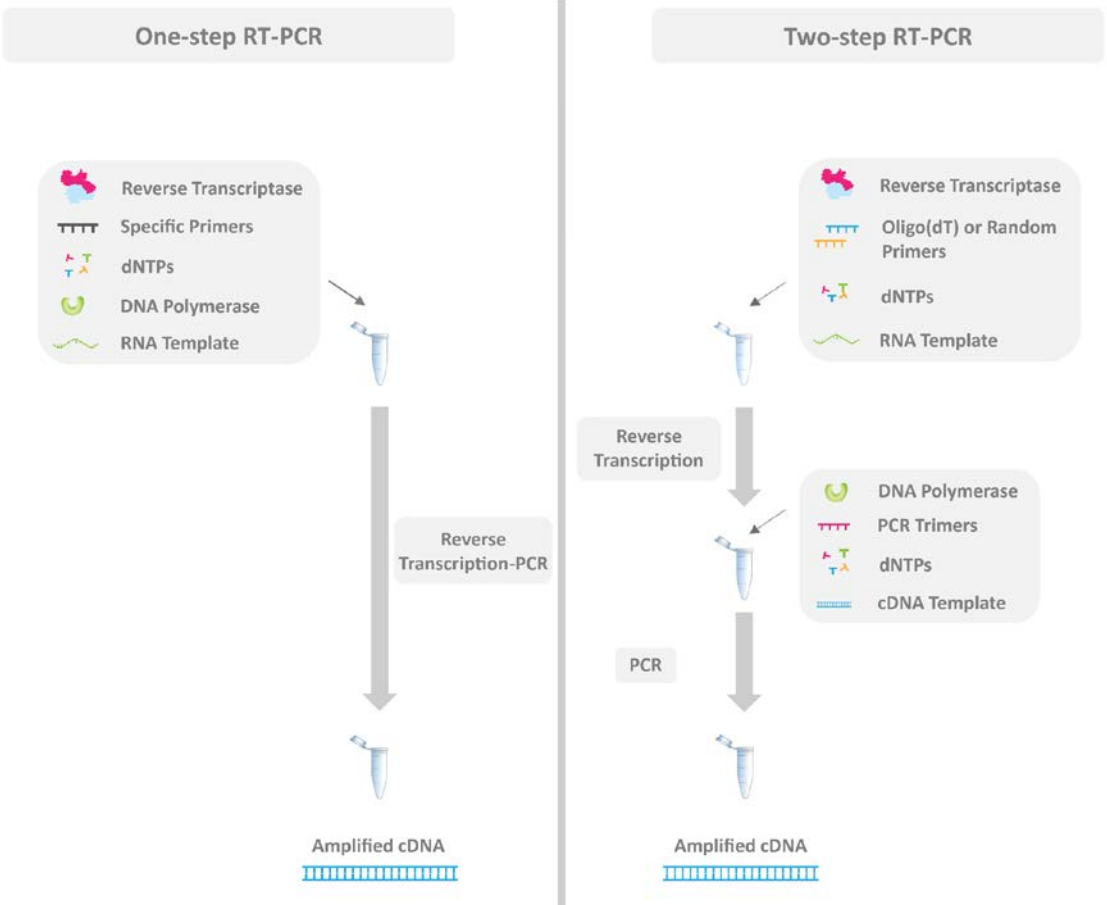 One-step RT-PCR
Reverse Transcriptase
Specific Primers
dNTPs
DNA Polymerase
RNA Template
Reverse
Transcription-PCR
Amplified cDNA
Two-step RT-PCR
Reverse Transcriptase
Oligo(dT) or Random
Primers
dNTPs
RNA Template
Reverse
Transcription
DNA Polymerase
PCR Trimers
dNTPs
cDNA Template
PCR
Amplified cDNA